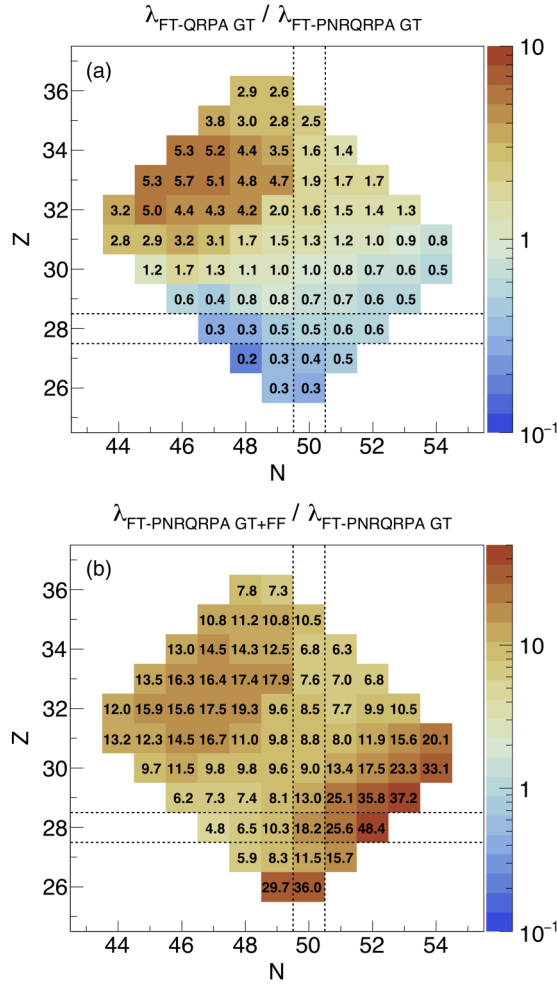 λFT-QRPA GT / λFT-PNRQRPA GT
(a)
10
36
2.9 2.6
3.8 3.0 2.8 2.5
34
5.3 5.2 4.4 3.5 1.6 1.4
5.3 5.7 5.1 4.8 4.7 1.9 1.7 1.7
32
3.2 5.0 4.4 4.3 4.2 2.0 1.6 1.5 1.4 1.3
Z
2.8 2.9 3.2 3.1 1.7 1.5 1.3 1.2 1.0 0.9 0.8
1
30
1.2 1.7 1.3 1.1 1.0 1.0 0.8 0.7 0.6 0.5
0.6 0.4 0.8 0.8 0.7 0.7 0.6 0.5
28
0.3 0.3 0.5 0.5 0.6 0.6
0.2 0.3 0.4 0.5
26
0.3 0.3
10⁻¹
44 46 48 50 52 54
N
λFT-PNRQRPA GT+FF / λFT-PNRQRPA GT
(b)
36
7.8 7.3
10.8 11.2 10.8 10.5
10
34
13.0 14.5 14.3 12.5 6.8 6.3
13.5 16.3 16.4 17.4 17.9 7.6 7.0 6.8
32
12.0 15.9 15.6 17.5 19.3 9.6 8.5 7.7 9.9 10.5
Z
13.2 12.3 14.5 16.7 11.0 9.8 8.8 8.0 11.9 15.6 20.1
30
9.7 11.5 9.8 9.8 9.6 9.0 13.4 17.5 23.3 33.1
6.2 7.3 7.4 8.1 13.0 25.1 35.8 37.2
1
28
4.8 6.5 10.3 18.2 25.6 48.4
5.9 8.3 11.5 15.7
26
29.7 36.0
10⁻¹
44 46 48 50 52 54
N